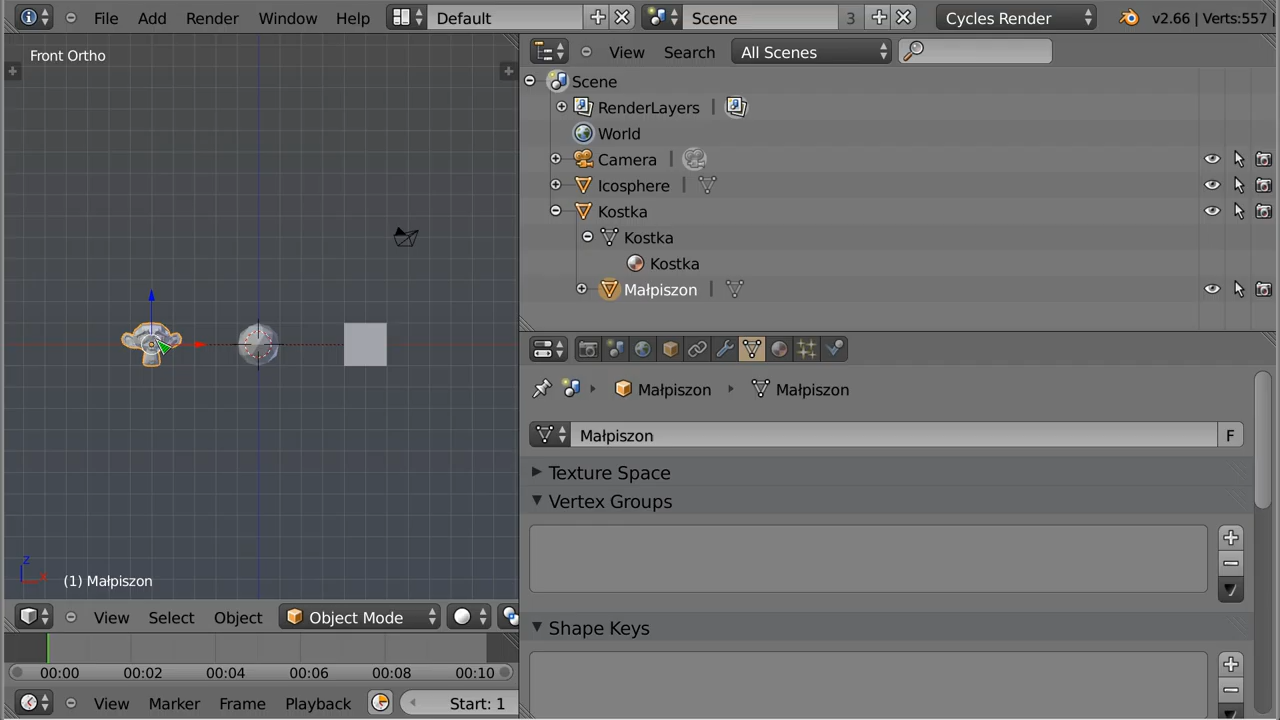 File Add Render Window Help Default Scene 3 Cycles Render v2.66 | Verts:557 |
Front Ortho
View Search All Scenes
Scene
RenderLayers |
World
Camera |
Icosphere |
Kostka
Kostka
Kostka
Małpiszon |
Małpiszon Małpiszon
Małpiszon F
Texture Space
Vertex Groups
Shape Keys
z
x
(1) Małpiszon
View Select Object Object Mode
00:00 00:02 00:04 00:06 00:08 00:10
View Marker Frame Playback Start: 1